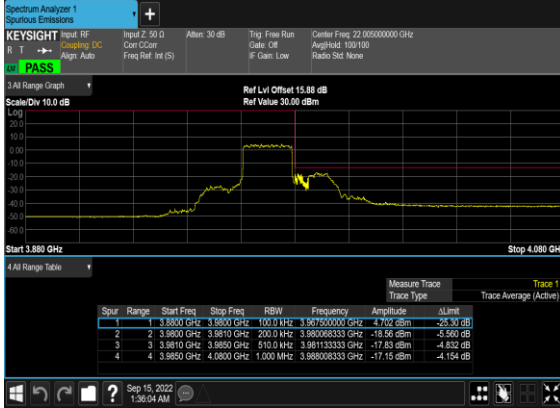 Spectrum Analyzer 1
Spurious Emissions
+
KEYSIGHT Input: RF Input Z: 50 Ω Atten: 30 dB Trig: Free Run Center Freq: 22.005000000 GHz
R T Coupling: DC Corr CCorr Gate: Off Avg|Hold: 100/100
Align: Auto Freq Ref: Int (S) IF Gain: Low Radio Std: None
LXI PASS
3 All Range Graph
Ref Lvl Offset 15.88 dB
Scale/Div 10.0 dB Ref Value 30.00 dBm
Log
20.0
10.0
0.00
-10.0
-20.0
-30.0
-40.0
-50.0
-60.0
Start 3.880 GHz Stop 4.080 GH
4 All Range Table
Measure Trace Trace 1
Trace Type Trace Average (Active)
Spur Range Start Freq Stop Freq RBW Frequency Amplitude ΔLimit
1 1 3.8800 GHz 3.9800 GHz 100.0 kHz 3.967500000 GHz 4.702 dBm -25.30 dB
2 2 3.9800 GHz 3.9810 GHz 200.0 kHz 3.980068333 GHz -18.56 dBm -5.560 dB
3 3 3.9810 GHz 3.9850 GHz 510.0 kHz 3.981133333 GHz -17.83 dBm -4.832 dB
4 4 3.9850 GHz 4.0800 GHz 1.000 MHz 3.988008333 GHz -17.15 dBm -4.154 dB
? Sep 15, 2022
1:36:04 AM